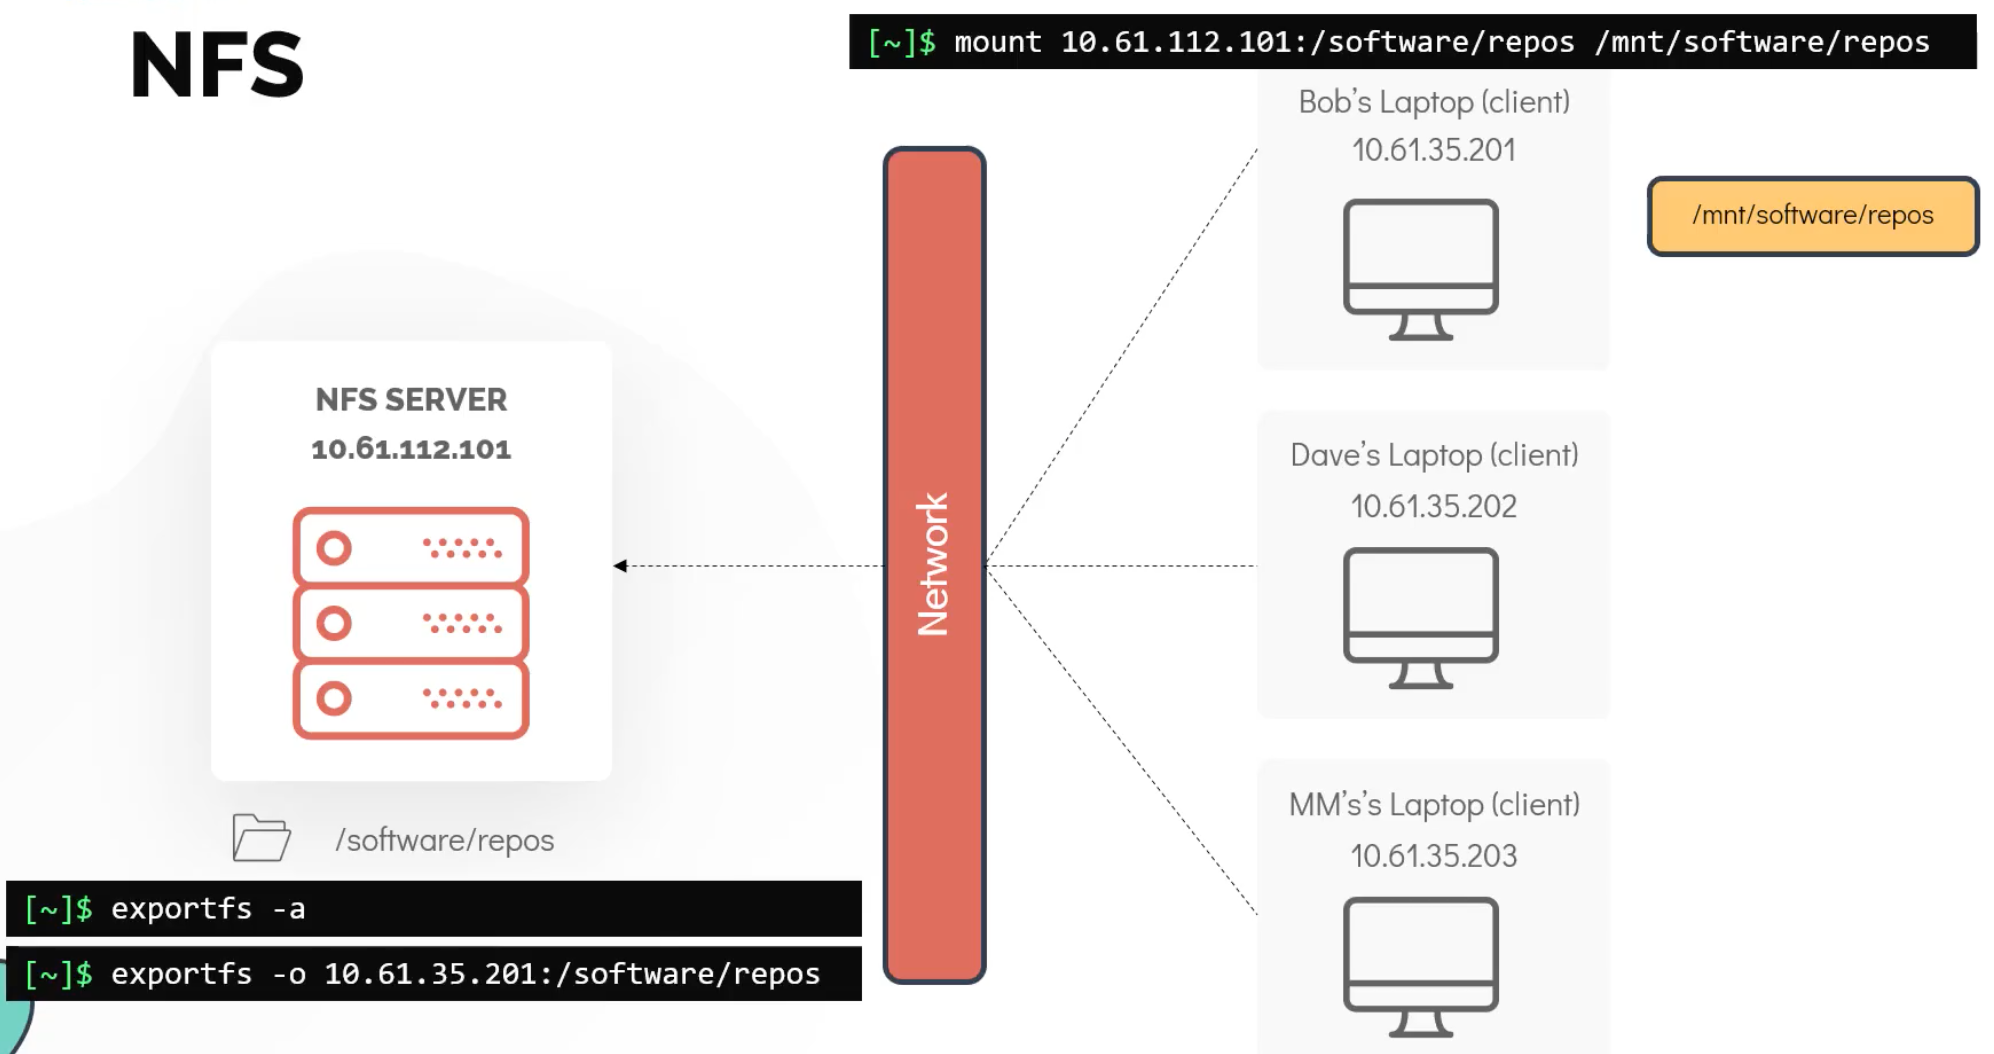 NFS
[~]$ mount 10.61.112.101:/software/repos /mnt/software/repos
Bob's Laptop (client)
10.61.35.201
/mnt/software/repos
NFS SERVER
10.61.112.101
Network
Dave's Laptop (client)
10.61.35.202
MM's's Laptop (client)
10.61.35.203
/software/repos
[~]$ exportfs -a
[~]$ exportfs -o 10.61.35.201:/software/repos